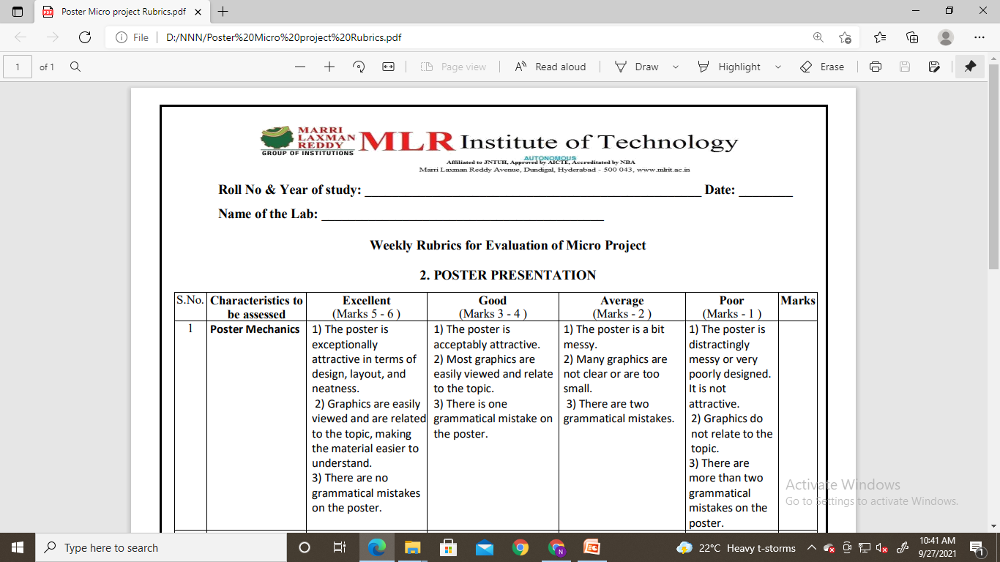 Poster Micro project Rubrics.pdf
File
D:/NNN/Poster%20Micro%20project%20Rubrics.pdf
1 of 1
Page view
Read aloud
Draw
Highlight
Erase
MARRI
LAXMAN
REDDY
GROUP OF INSTITUTIONS
MLR Institute of Technology
AUTONOMOUS
Affiliated to JNTUH, Approved by AICTE, Accreditated by NBA
Marri Laxman Reddy Avenue, Dundigal, Hyderabad - 500 043, www.mlrit.ac.in
Roll No & Year of study: Date:
Name of the Lab:
Weekly Rubrics for Evaluation of Micro Project
2. POSTER PRESENTATION
S.No.
Characteristics to
be assessed
Excellent
(Marks 5 - 6 )
Good
(Marks 3 - 4 )
Average
(Marks - 2 )
Poor
(Marks - 1 )
Marks
1
Poster Mechanics
1) The poster is
exceptionally
attractive in terms of
design, layout, and
neatness.
2) Graphics are easily
viewed and are related
to the topic, making
the material easier to
understand.
3) There are no
grammatical mistakes
on the poster.
1) The poster is
acceptably attractive.
2) Most graphics are
easily viewed and relate
to the topic.
3) There is one
grammatical mistake on
the poster.
1) The poster is a bit
messy.
2) Many graphics are
not clear or are too
small.
3) There are two
grammatical mistakes.
1) The poster is
distractingly
messy or very
poorly designed.
It is not
attractive.
2) Graphics do
not relate to the
topic.
3) There are
more than two
grammatical
mistakes on the
poster.
Activate Windows
Go to Settings to activate Windows.
Type here to search
22°C Heavy t-storms
10:41 AM
9/27/2021
1